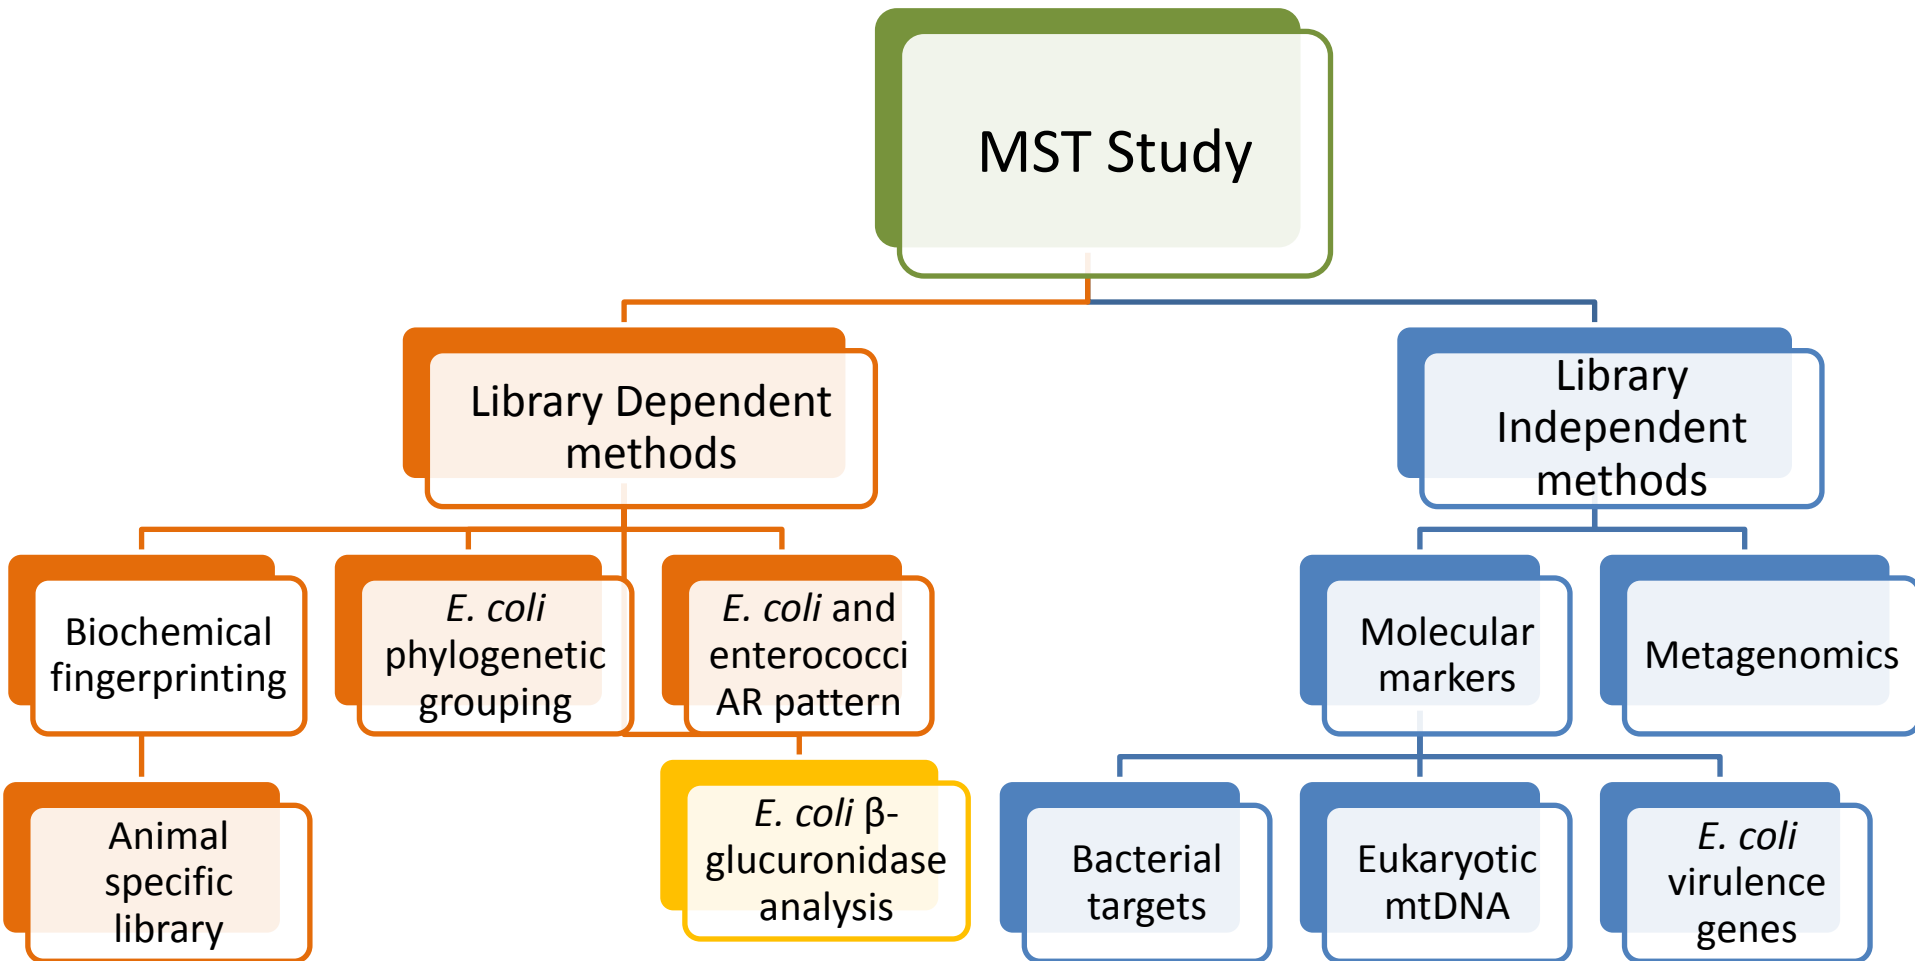 MST Study
Library Dependent
methods
Library
Independent
methods
Biochemical
fingerprinting
E. coli
phylogenetic
grouping
E. coli and
enterococci
AR pattern
Molecular
markers
Metagenomics
Animal
specific
library
E. coli β-
glucuronidase
analysis
Bacterial
targets
Eukaryotic
mtDNA
E. coli
virulence
genes